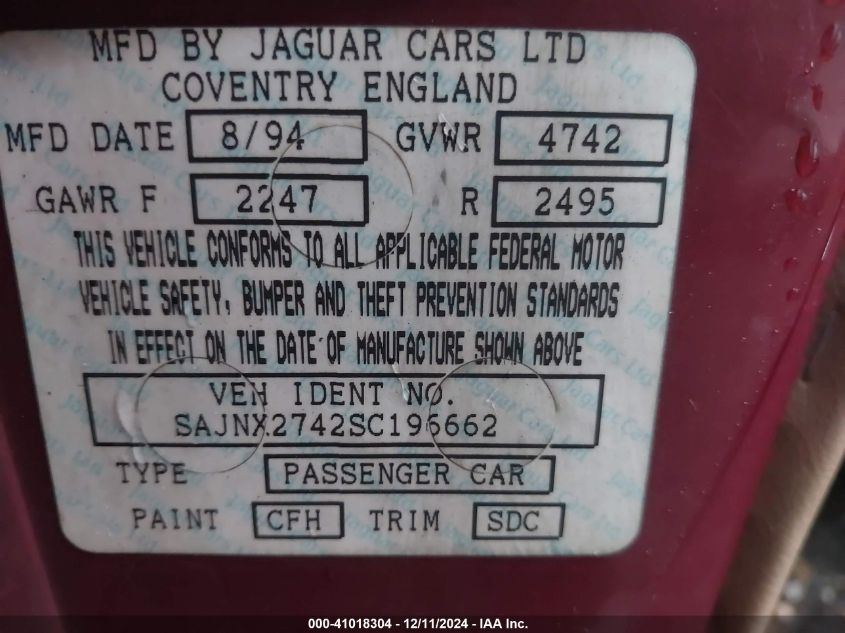 MFD BY JAGUAR CARS LTD
COVENTRY ENGLAND
MFD DATE 8/94 GVWR 4742
GAWR F 2247 R 2495
THIS VEHICLE CONFORMS TO ALL APPLICABLE FEDERAL MOTOR
VEHICLE SAFETY, BUMPER AND THEFT PREVENTION STANDARDS
IN EFFECT ON THE DATE OF MANUFACTURE SHOWN ABOVE
VEH IDENT NO.
SAJNX2742SC196662
TYPE PASSENGER CAR
PAINT CFH TRIM SDC
000-41018304 - 12/11/2024 - IAA Inc.